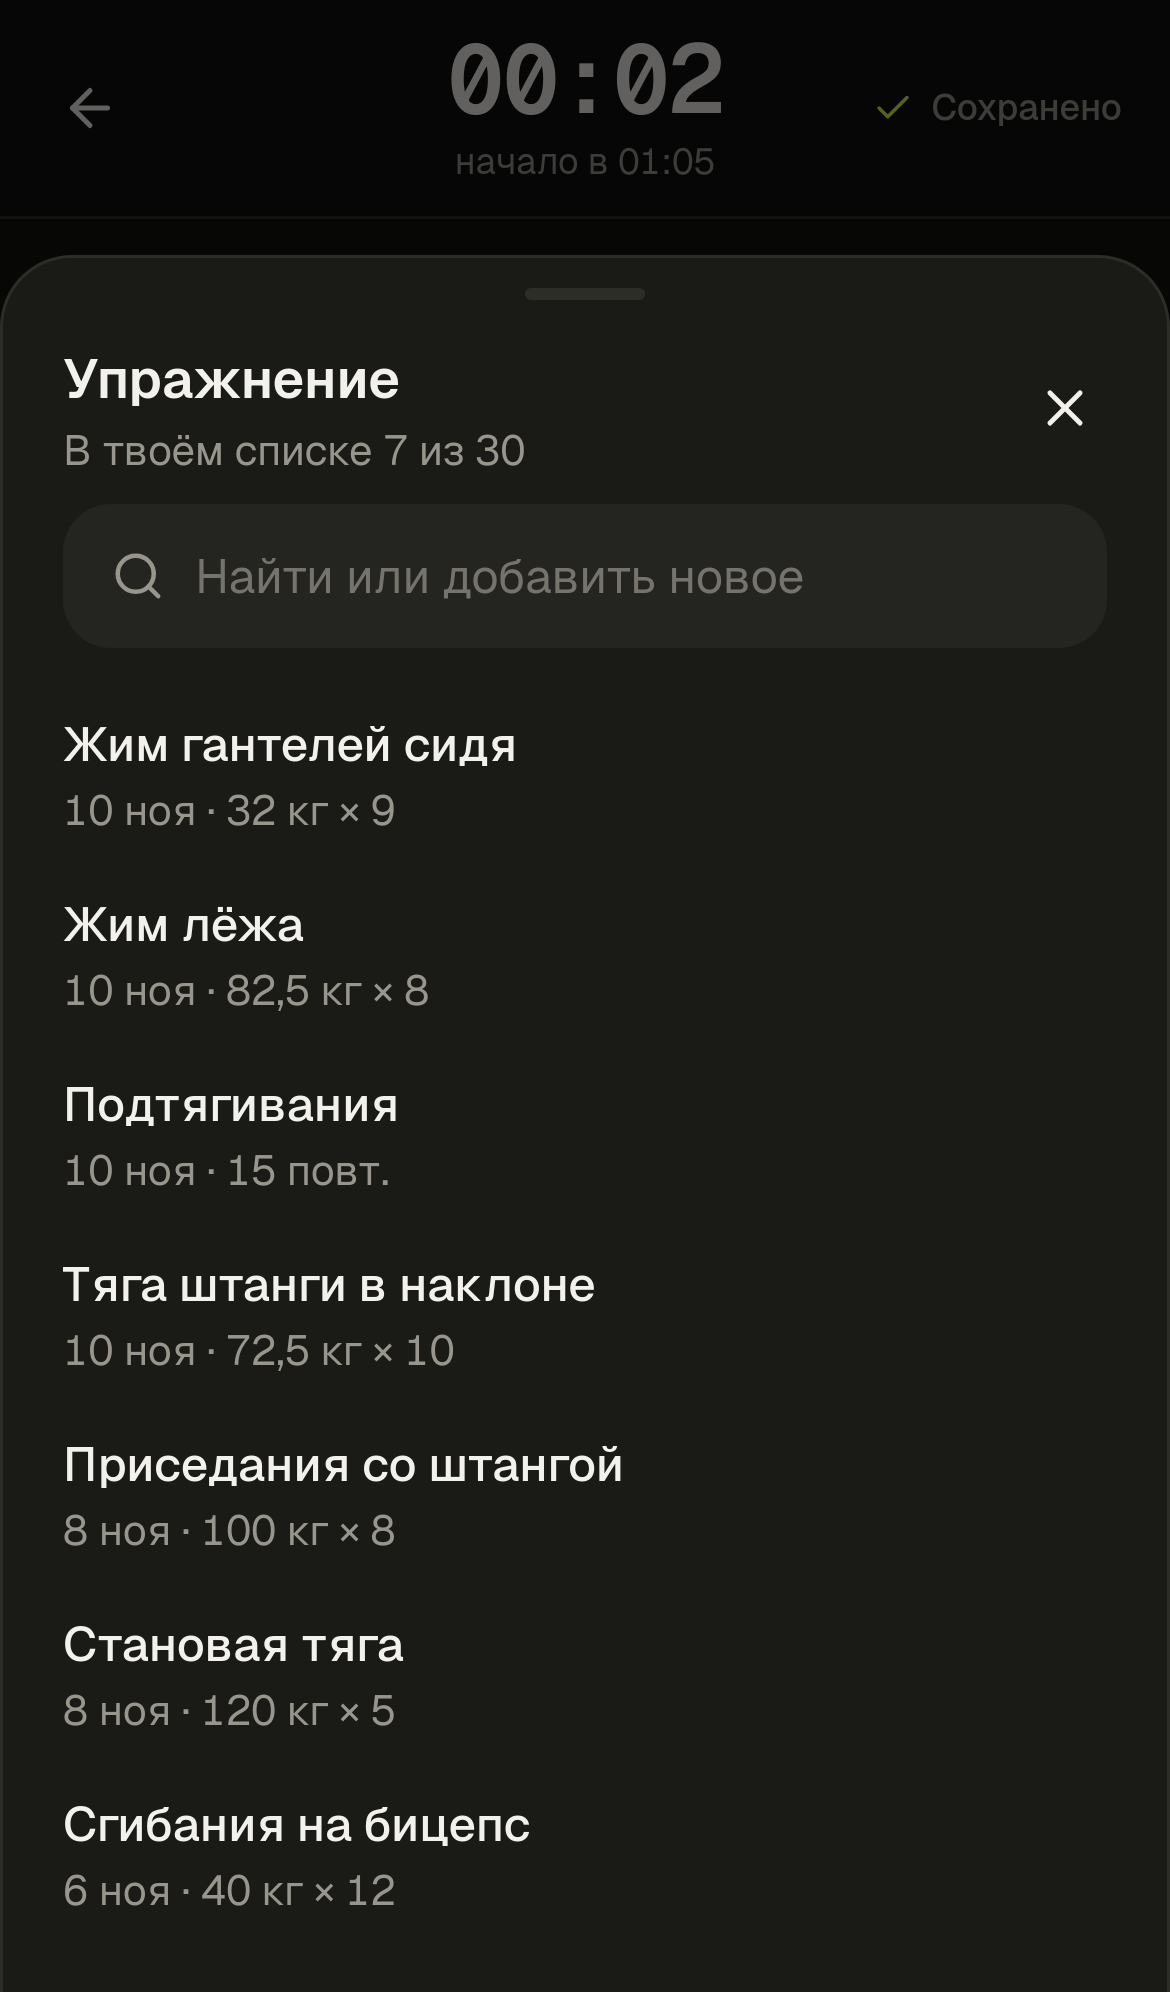 00:02
начало в 01:05
Сохранено
Упражнение
В твоём списке 7 из 30
Найти или добавить новое
Жим гантелей сидя
10 ноя · 32 кг × 9
Жим лёжа
10 ноя · 82,5 кг × 8
Подтягивания
10 ноя · 15 повт.
Тяга штанги в наклоне
10 ноя · 72,5 кг × 10
Приседания со штангой
8 ноя · 100 кг × 8
Становая тяга
8 ноя · 120 кг × 5
Сгибания на бицепс
6 ноя · 40 кг × 12